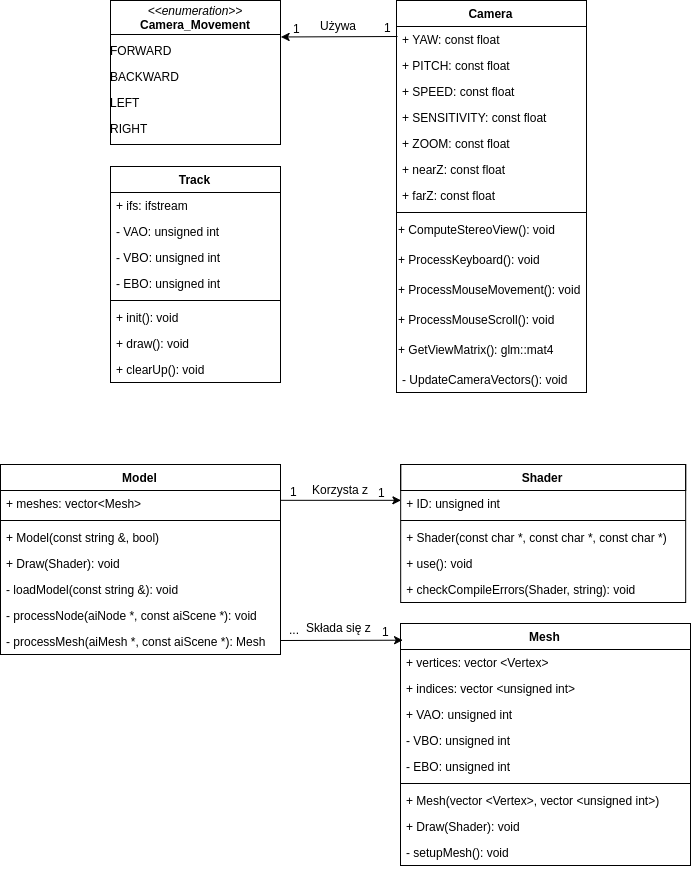 <<enumeration>>
Camera_Movement
FORWARD
BACKWARD
LEFT
RIGHT
1 Używa 1
Camera
+ YAW: const float
+ PITCH: const float
+ SPEED: const float
+ SENSITIVITY: const float
+ ZOOM: const float
+ nearZ: const float
+ farZ: const float
+ ComputeStereoView(): void
+ ProcessKeyboard(): void
+ ProcessMouseMovement(): void
+ ProcessMouseScroll(): void
+ GetViewMatrix(): glm::mat4
- UpdateCameraVectors(): void
Track
+ ifs: ifstream
- VAO: unsigned int
- VBO: unsigned int
- EBO: unsigned int
+ init(): void
+ draw(): void
+ clearUp(): void
Model
+ meshes: vector<Mesh>
+ Model(const string &, bool)
+ Draw(Shader): void
- loadModel(const string &): void
- processNode(aiNode *, const aiScene *): void
- processMesh(aiMesh *, const aiScene *): Mesh
1 Korzysta z 1
Shader
+ ID: unsigned int
+ Shader(const char *, const char *, const char *)
+ use(): void
+ checkCompileErrors(Shader, string): void
... Składa się z 1
Mesh
+ vertices: vector <Vertex>
+ indices: vector <unsigned int>
+ VAO: unsigned int
- VBO: unsigned int
- EBO: unsigned int
+ Mesh(vector <Vertex>, vector <unsigned int>)
+ Draw(Shader): void
- setupMesh(): void